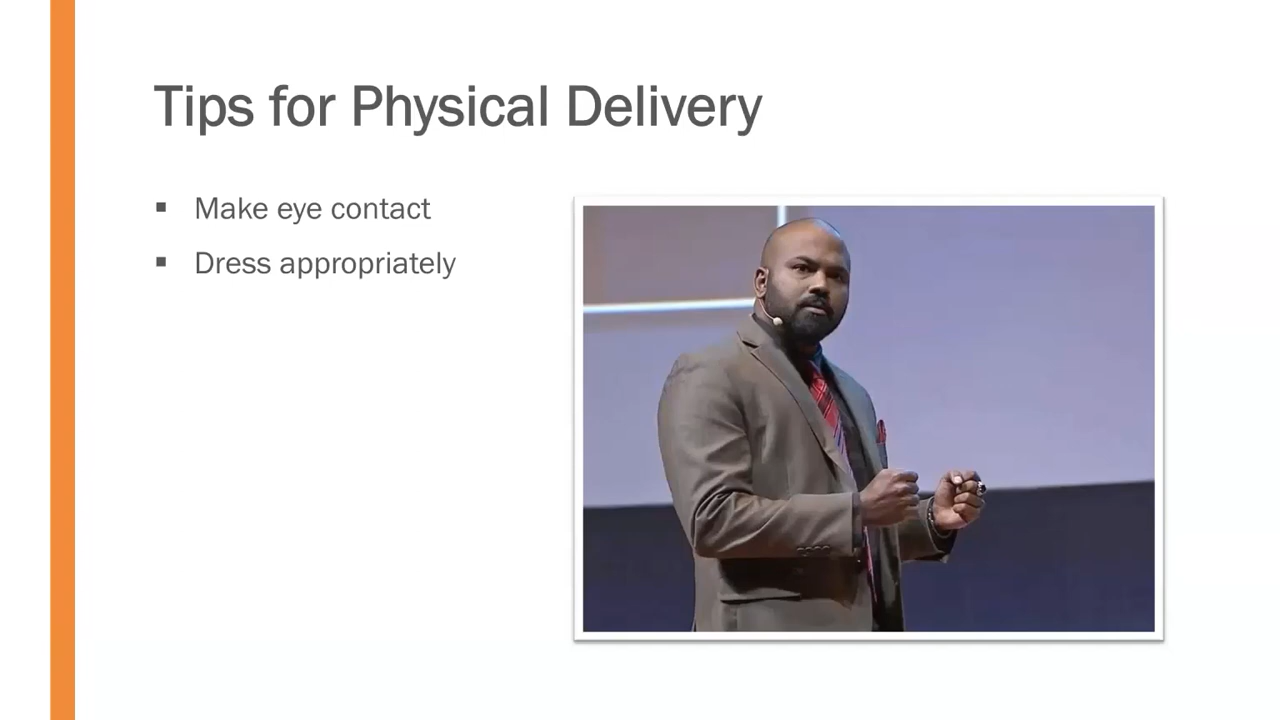 Tips for Physical Delivery
▪ Make eye contact
▪ Dress appropriately